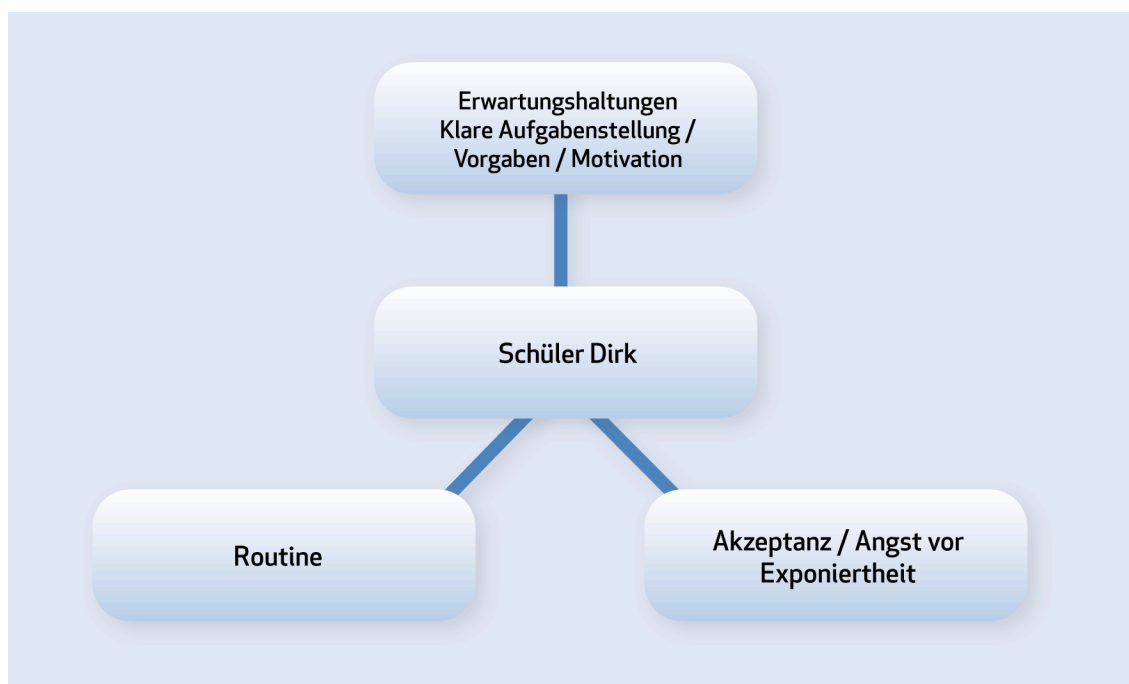 Erwartungshaltungen
Klare Aufgabenstellung /
Vorgaben / Motivation
Schüler Dirk
Routine
Akzeptanz / Angst vor
Exponiertheit